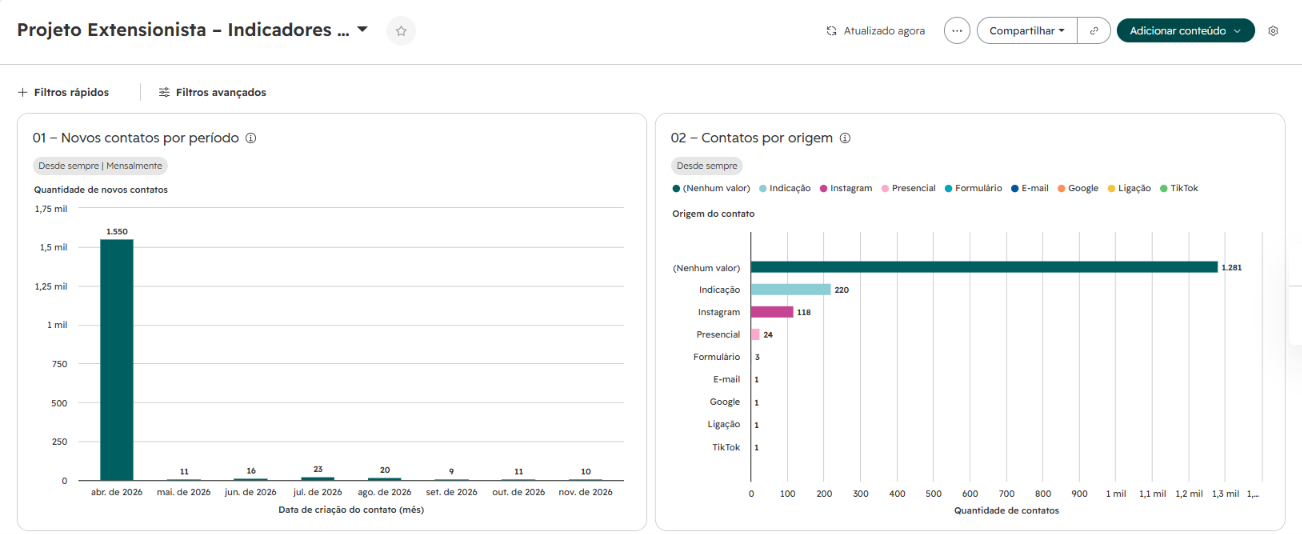 Projeto Extensionista – Indicadores ...
Atualizado agora
Compartilhar
Adicionar conteúdo
Filtros rápidos
Filtros avançados
01 – Novos contatos por período
Desde sempre | Mensalmente
Quantidade de novos contatos
1,75 mil
1,5 mil
1,25 mil
1 mil
750
500
250
0
1.550
11
16
23
20
9
11
10
abr. de 2026
mai. de 2026
jun. de 2026
jul. de 2026
ago. de 2026
set. de 2026
out. de 2026
nov. de 2026
Data de criação do contato (mês)
02 – Contatos por origem
Desde sempre
(Nenhum valor) Indicação Instagram Presencial Formulário E-mail Google Ligação TikTok
Origem do contato
(Nenhum valor) 1.281
Indicação 220
Instagram 118
Presencial 24
Formulário 3
E-mail 1
Google 1
Ligação 1
TikTok 1
0 100 200 300 400 500 600 700 800 900 1 mil 1,1 mil 1,2 mil 1,3 mil 1,...
Quantidade de contatos